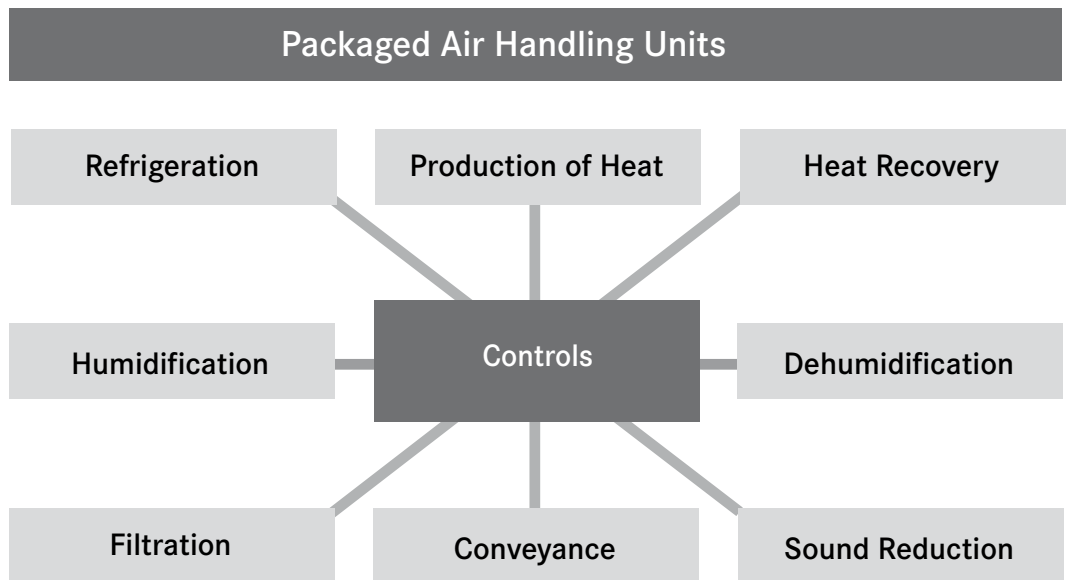 Packaged Air Handling Units
Refrigeration
Production of Heat
Heat Recovery
Humidification
Controls
Dehumidification
Filtration
Conveyance
Sound Reduction